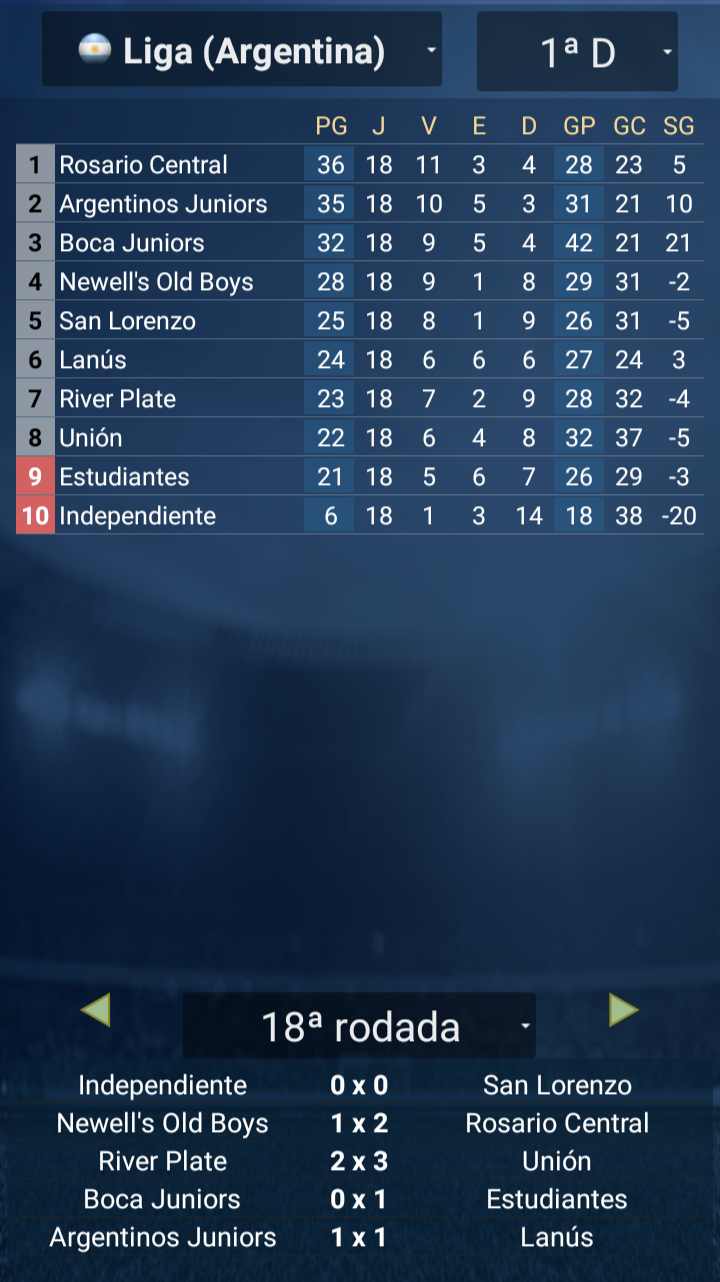 Liga (Argentina) 1ª D
PG J V E D GP GC SG
1 Rosario Central 36 18 11 3 4 28 23 5
2 Argentinos Juniors 35 18 10 5 3 31 21 10
3 Boca Juniors 32 18 9 5 4 42 21 21
4 Newell's Old Boys 28 18 9 1 8 29 31 -2
5 San Lorenzo 25 18 8 1 9 26 31 -5
6 Lanús 24 18 6 6 6 27 24 3
7 River Plate 23 18 7 2 9 28 32 -4
8 Unión 22 18 6 4 8 32 37 -5
9 Estudiantes 21 18 5 6 7 26 29 -3
10 Independiente 6 18 1 3 14 18 38 -20
18ª rodada
Independiente 0 x 0 San Lorenzo
Newell's Old Boys 1 x 2 Rosario Central
River Plate 2 x 3 Unión
Boca Juniors 0 x 1 Estudiantes
Argentinos Juniors 1 x 1 Lanús